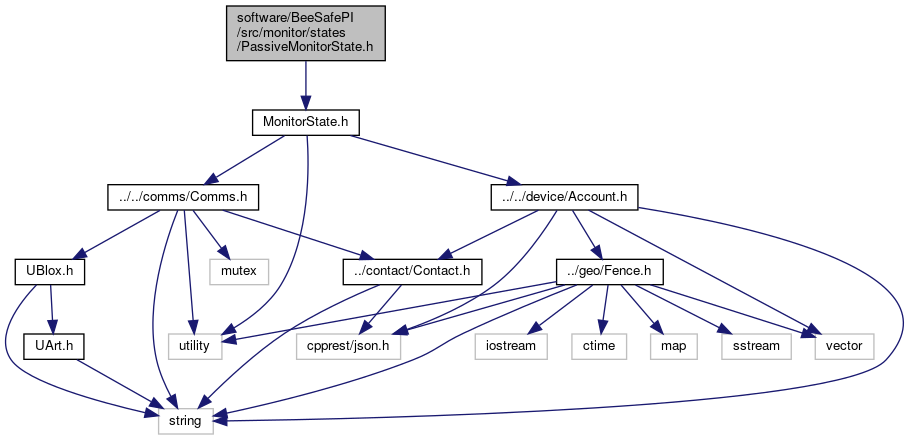 software/BeeSafePI
/src/monitor/states
/PassiveMonitorState.h
MonitorState.h
../../comms/Comms.h
../../device/Account.h
UBlox.h
mutex
../contact/Contact.h
../geo/Fence.h
UArt.h
utility
cpprest/json.h
iostream
ctime
map
sstream
vector
string